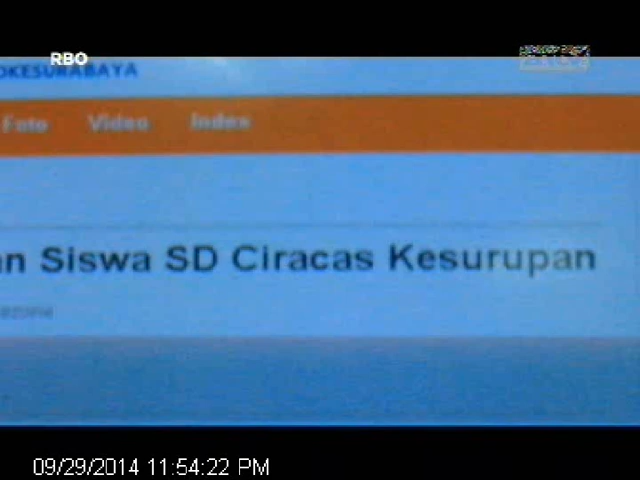 RBO
OKESURABAYA
Foto Video Index
an Siswa SD Ciracas Kesurupan
09/29/2014 11:54:22 PM